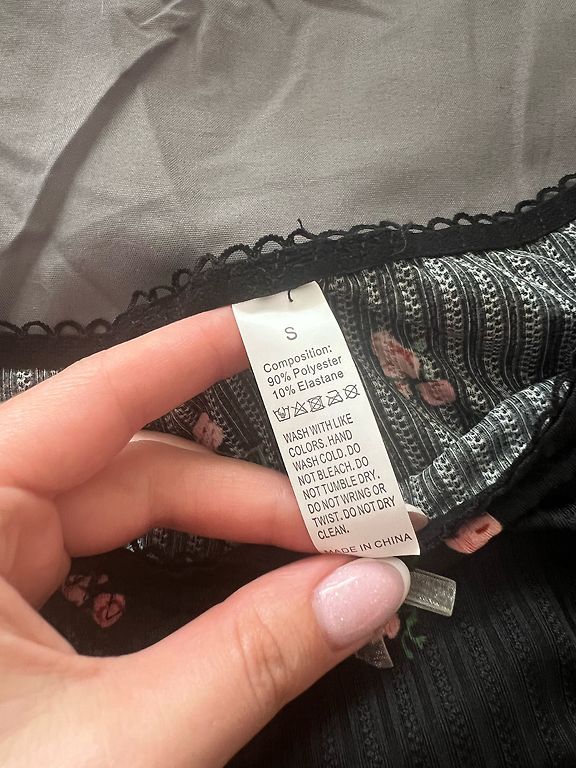 S
Composition:
90% Polyester
10% Elastane
WASH WITH LIKE
COLORS. HAND
WASH COLD. DO
NOT BLEACH. DO
NOT TUMBLE DRY.
DO NOT WRING OR
TWIST. DO NOT DRY
CLEAN.
MADE IN CHINA